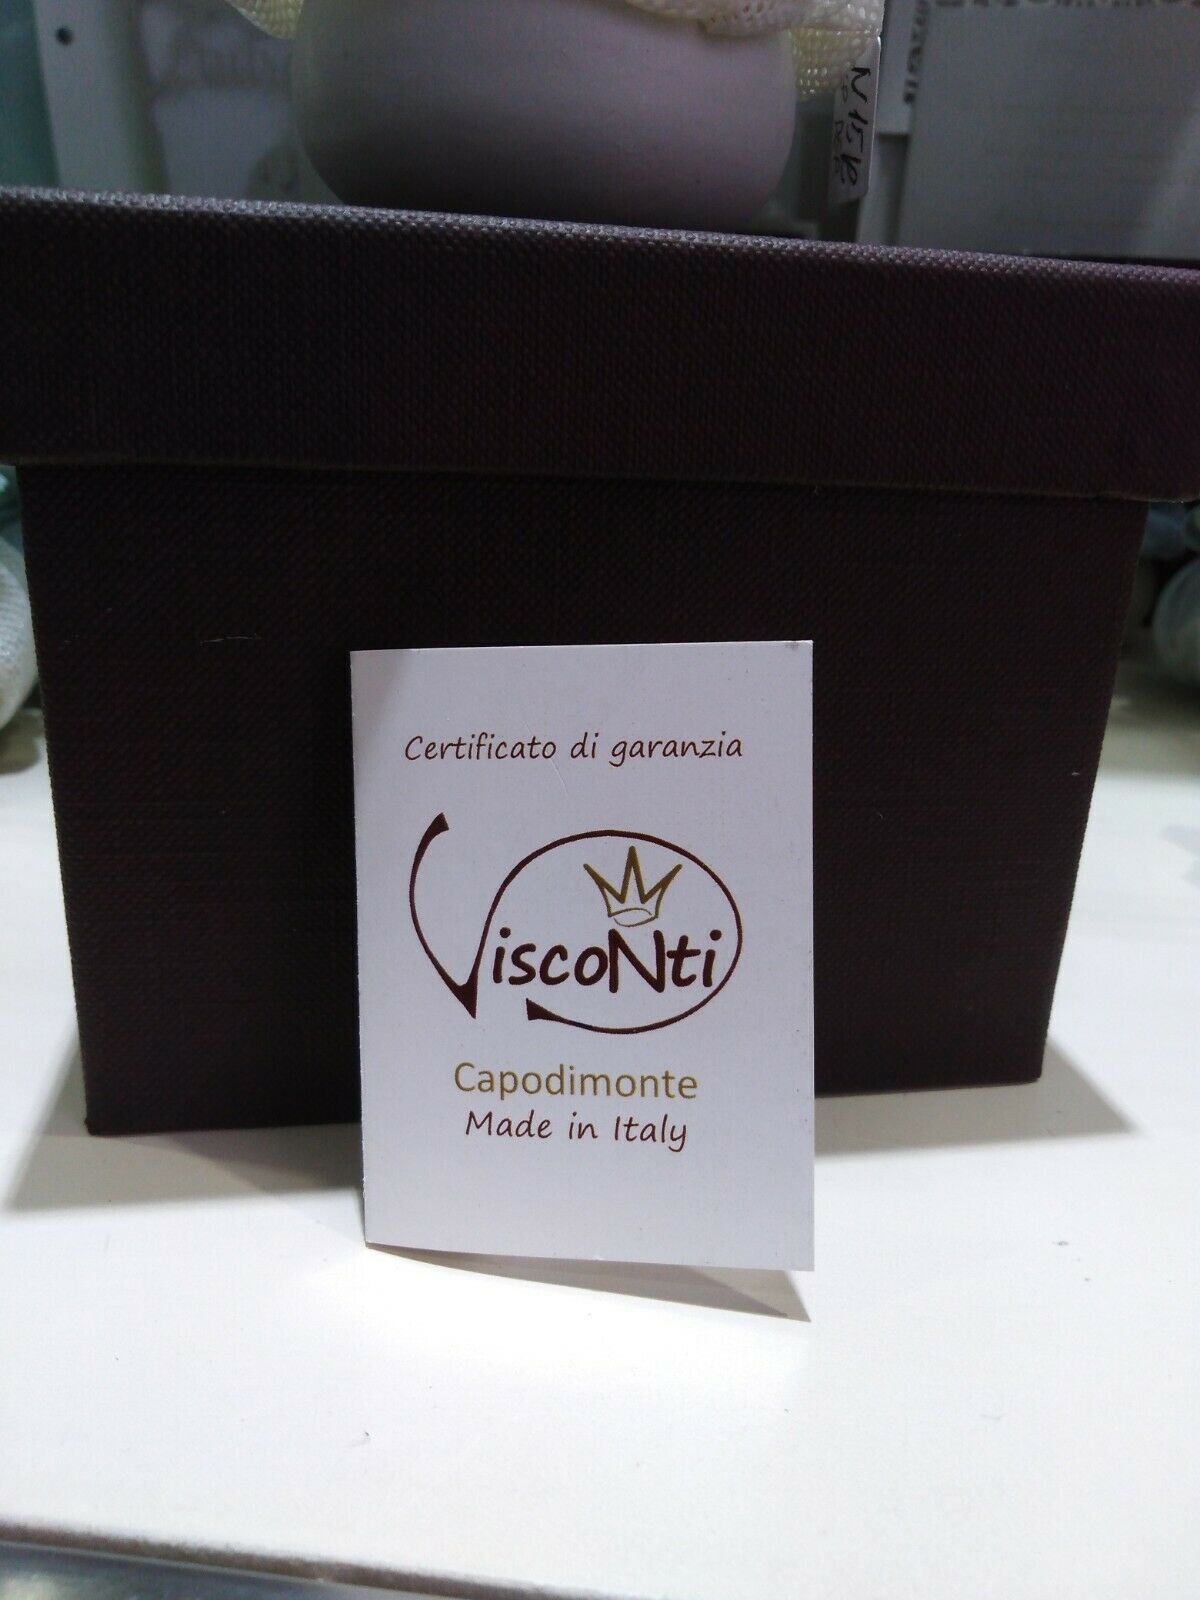 Certificato di garanzia
ViscoNti
Capodimonte
Made in Italy